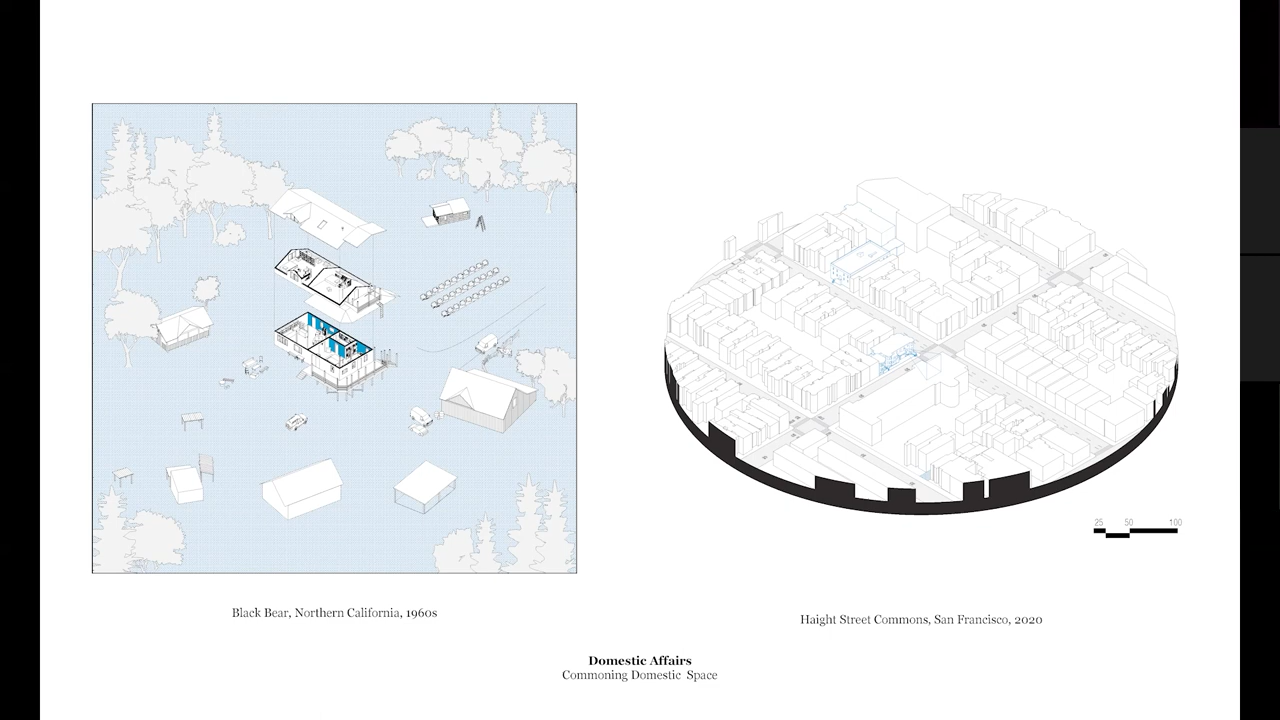 25 50 100
Black Bear, Northern California, 1960s
Haight Street Commons, San Francisco, 2020
Domestic Affairs
Commoning Domestic Space